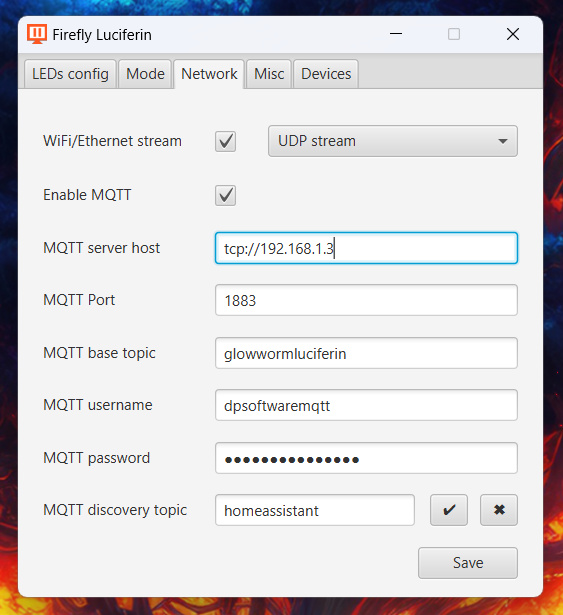 Firefly Luciferin
LEDs config Mode Network Misc Devices
WiFi/Ethernet stream UDP stream
Enable MQTT
MQTT server host tcp://192.168.1.3
MQTT Port 1883
MQTT base topic glowwormluciferin
MQTT username dpsoftwaremqtt
MQTT password ●●●●●●●●●●●●●●●
MQTT discovery topic homeassistant
Save